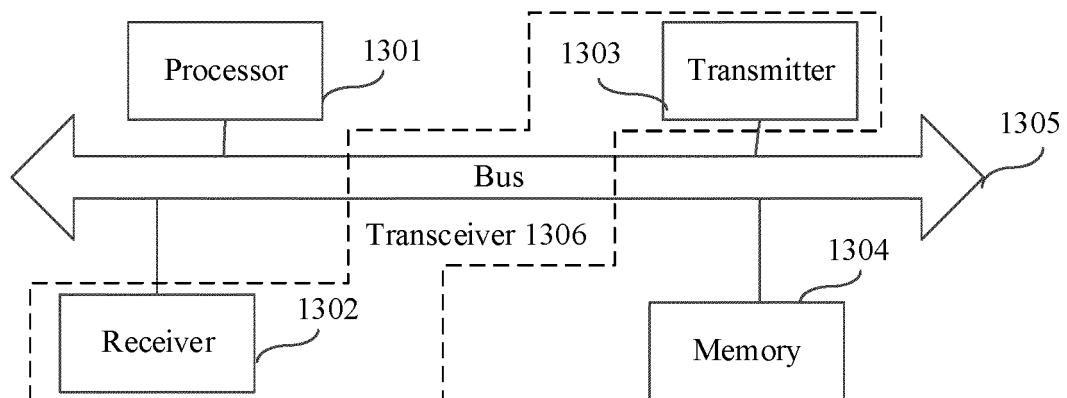 Processor
1301
1303
Transmitter
1305
Bus
Transceiver 1306
1304
Receiver
1302
Memory